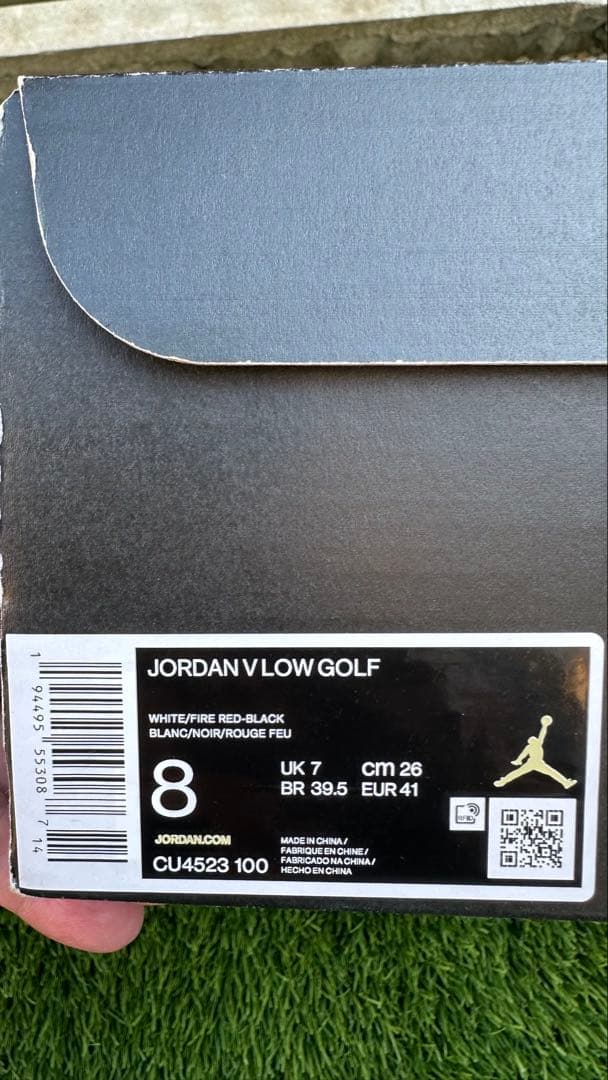 JORDAN V LOW GOLF
WHITE/FIRE RED-BLACK
BLANC/NOIR/ROUGE FEU
8
UK 7 cm 26
BR 39.5 EUR 41
JORDAN.COM
CU4523 100
MADE IN CHINA /
FABRIQUE EN CHINE /
FABRICADO NA CHINA /
HECHO EN CHINA
RFID
1 94495 55308 7 14